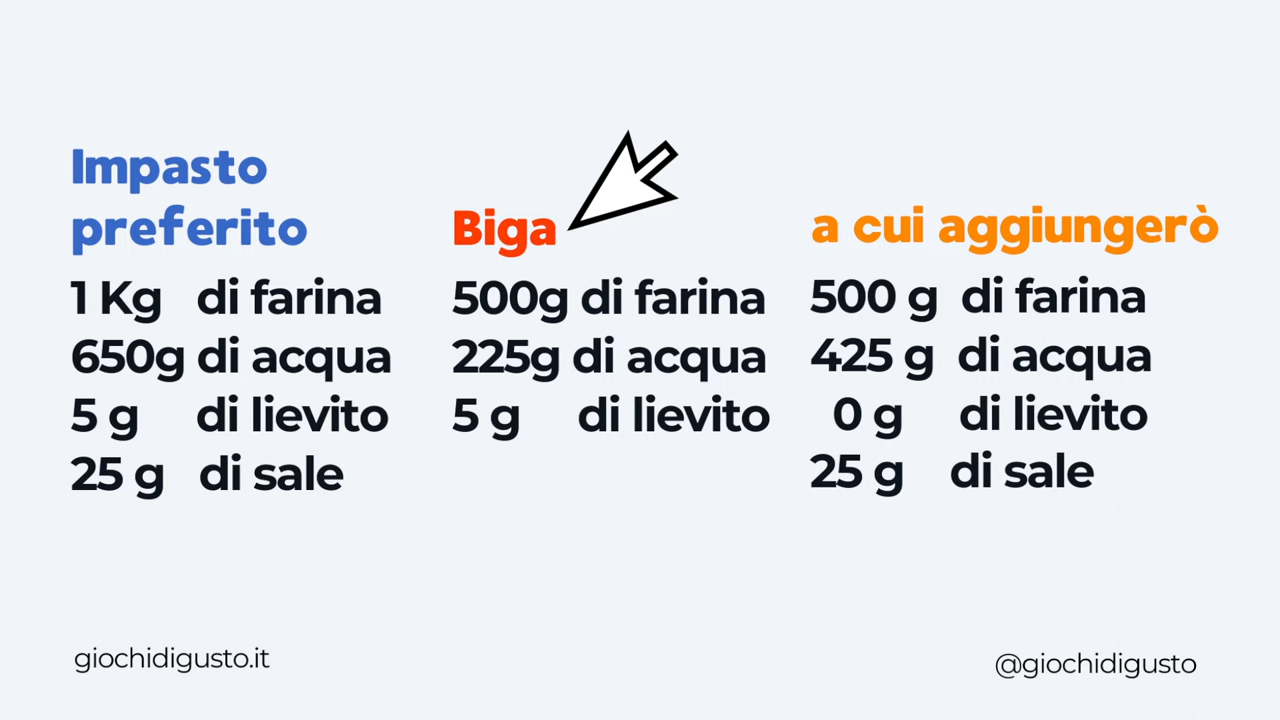 Impasto
preferito
1 Kg di farina
650g di acqua
5 g di lievito
25 g di sale
Biga
500g di farina
225g di acqua
5 g di lievito
a cui aggiungerò
500 g di farina
425 g di acqua
0 g di lievito
25 g di sale
giochidigusto.it
@giochidigusto